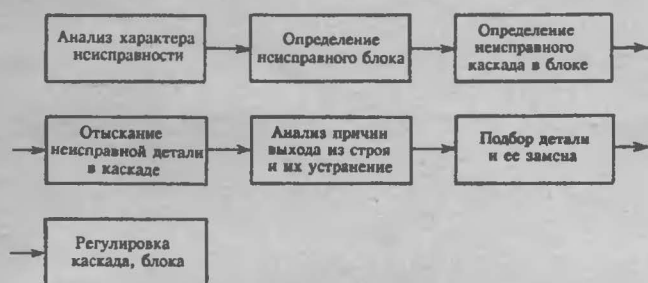 Анализ характера
неисправности
Определение
неисправного блока
Определение
неисправного
каскада в блоке
Отыскание
неисправной детали
в каскаде
Анализ причин
выхода из строя
и их устранение
Подбор детали
и ее замена
Регулировка
каскада, блока